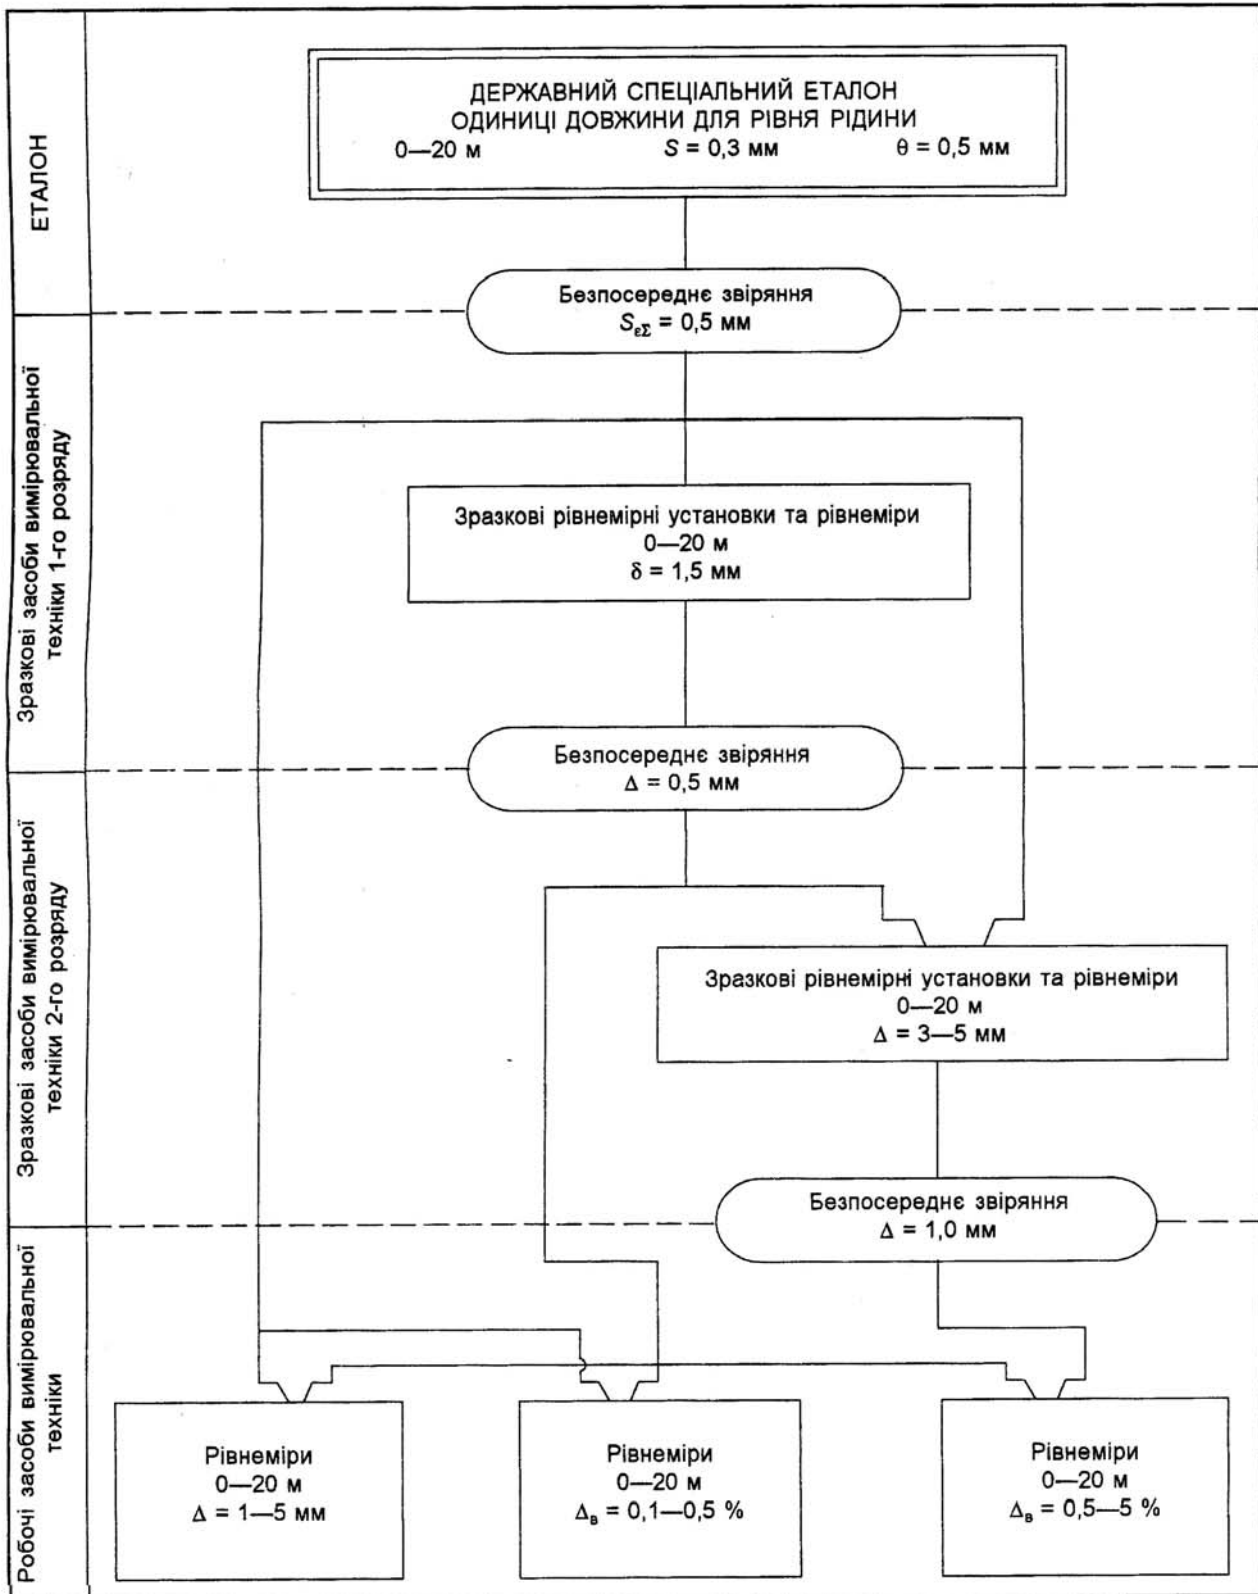 ЕТАЛОН
ДЕРЖАВНИЙ СПЕЦІАЛЬНИЙ ЕТАЛОН
ОДИНИЦІ ДОВЖИНИ ДЛЯ РІВНЯ РІДИНИ
0—20 м S = 0,3 мм θ = 0,5 мм
Безпосереднє звіряння
SεΣ = 0,5 мм
Зразкові засоби вимірювальної
техніки 1-го розряду
Зразкові рівнемірні установки та рівнеміри
0—20 м
δ = 1,5 мм
Безпосереднє звіряння
Δ = 0,5 мм
Зразкові засоби вимірювальної
техніки 2-го розряду
Зразкові рівнемірні установки та рівнеміри
0—20 м
Δ = 3—5 мм
Безпосереднє звіряння
Δ = 1,0 мм
Робочі засоби вимірювальної
техніки
Рівнеміри
0—20 м
Δ = 1—5 мм
Рівнеміри
0—20 м
Δв = 0,1—0,5 %
Рівнеміри
0—20 м
Δв = 0,5—5 %